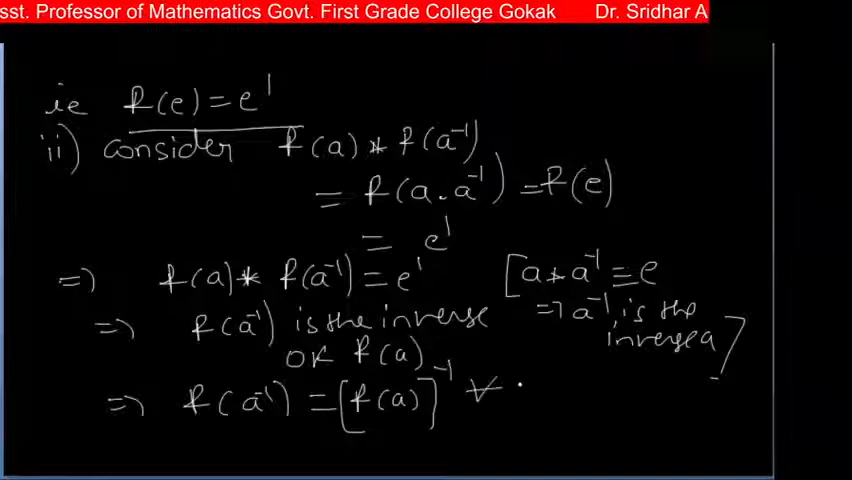 sst. Professor of Mathematics Govt. First Grade College Gokak Dr. Sridhar A
ie f(e) = e'
ii) consider f(a) * f(a⁻¹)
= f(a . a⁻¹) = f(e)
= e'
=> f(a) * f(a⁻¹) = e' [a * a⁻¹ = e
=> f(a⁻¹) is the inverse => a⁻¹ is the
of f(a) inverse a]
=> f(a⁻¹) = [f(a)]⁻¹ ∀